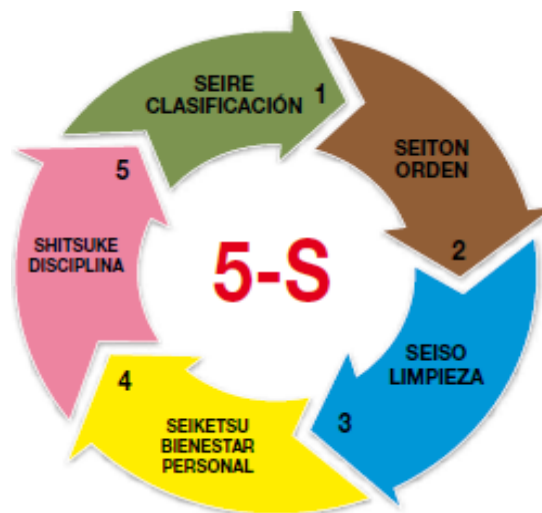 SEIRE
CLASIFICACIÓN
1
SEITON
ORDEN
2
SEISO
LIMPIEZA
3
SEIKETSU
BIENESTAR
PERSONAL
4
SHITSUKE
DISCIPLINA
5
5-S